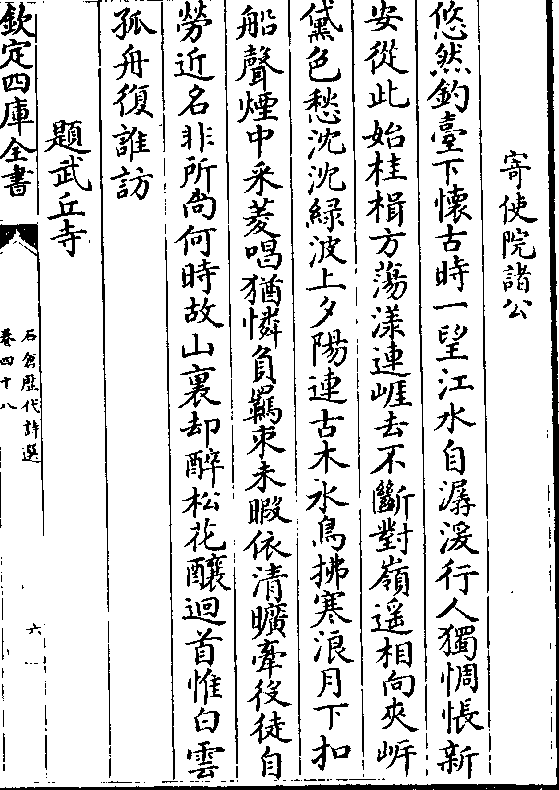 寄使院諸公
悠然釣臺下懷古時一望江水自潺湲行人獨惆悵新
安從此始桂楫方蕩漾連崕去不斷對嶺遥相向夾㟁
黛色愁沈沈緑波上夕陽連古木水鳥拂寒浪月下扣
船聲煙中采菱唱猶憐負羈束未暇依清曠牽役徒自
勞近名非所尙何時故山裏却醉松花釀迴首惟白雲
孤舟復誰訪
題武丘寺
欽定四庫全書
石倉歷代詩選
卷四十八
六